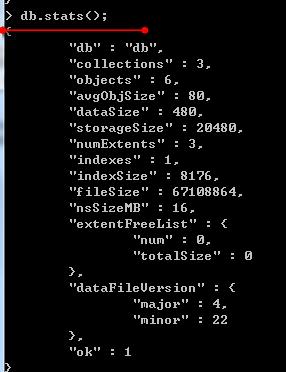 > db.stats();
{
"db" : "db",
"collections" : 3,
"objects" : 6,
"avgObjSize" : 80,
"dataSize" : 480,
"storageSize" : 20480,
"numExtents" : 3,
"indexes" : 1,
"indexSize" : 8176,
"fileSize" : 67108864,
"nsSizeMB" : 16,
"extentFreeList" : {
"num" : 0,
"totalSize" : 0
},
"dataFileVersion" : {
"major" : 4,
"minor" : 22
},
"ok" : 1
}